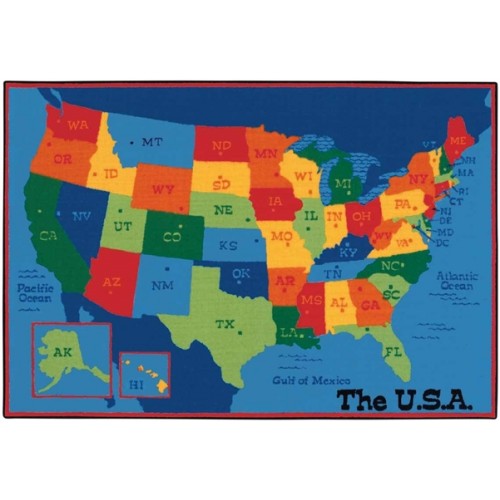 WA
MT
ND
MN
ME
VT
NH
OR
ID
SD
WI
MI
NY
MA
RI
CT
WY
IA
PA
NJ
DE
MD
DC
NE
IL
IN
OH
WV
VA
CA
NV
UT
CO
KS
MO
KY
NC
TN
AZ
NM
OK
AR
SC
MS
AL
GA
TX
LA
FL
Pacific
Ocean
Atlantic
Ocean
AK
HI
Gulf of Mexico
The U.S.A.